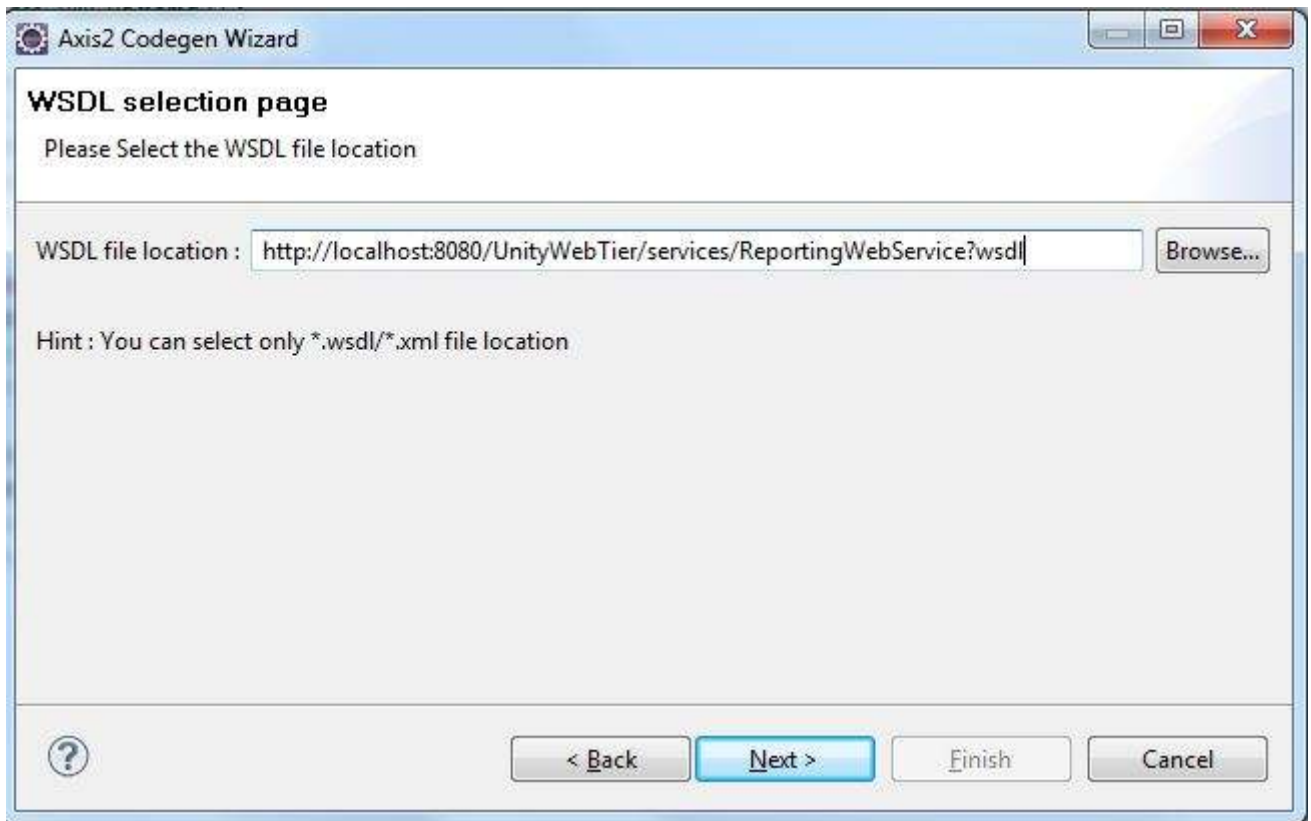 Axis2 Codegen Wizard
WSDL selection page
Please Select the WSDL file location
WSDL file location : http://localhost:8080/UnityWebTier/services/ReportingWebService?wsdl Browse...
Hint : You can select only *.wsdl/*.xml file location
? < Back Next > Finish Cancel